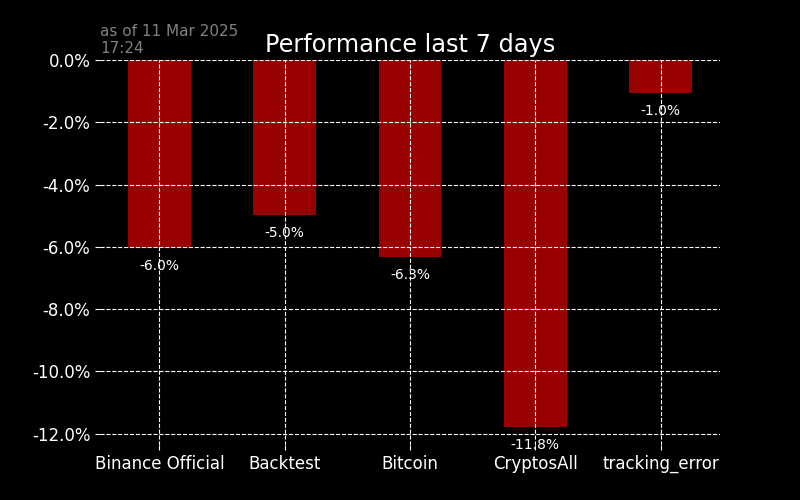 as of 11 Mar 2025
17:24
Performance last 7 days
0.0%
-2.0%
-4.0%
-6.0%
-8.0%
-10.0%
-12.0%
-6.0%
-5.0%
-6.3%
-11.8%
-1.0%
Binance Official
Backtest
Bitcoin
CryptosAll
tracking_error